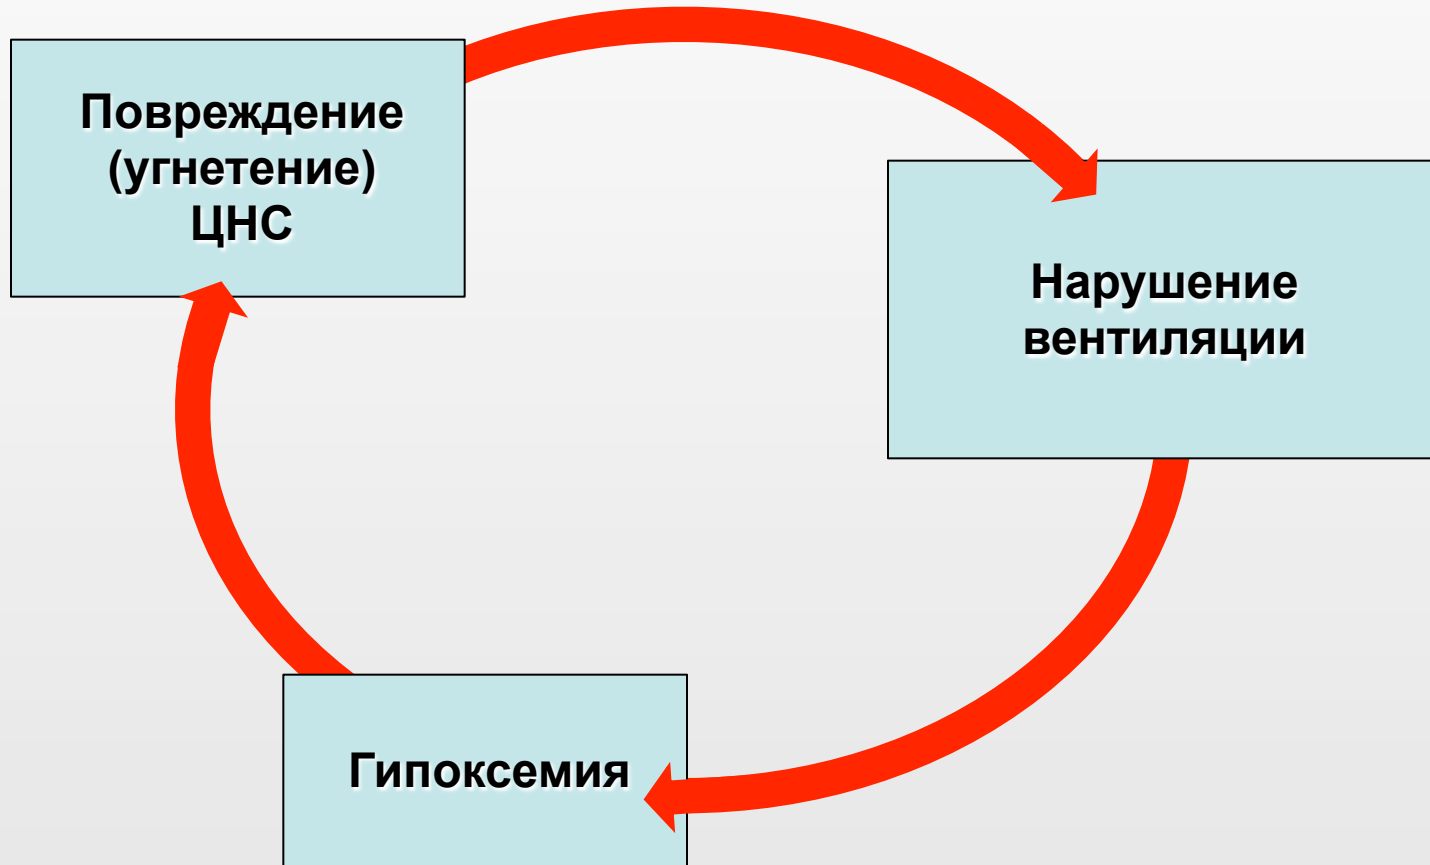 Повреждение
(угнетение)
ЦНС
Нарушение
вентиляции
Гипоксемия